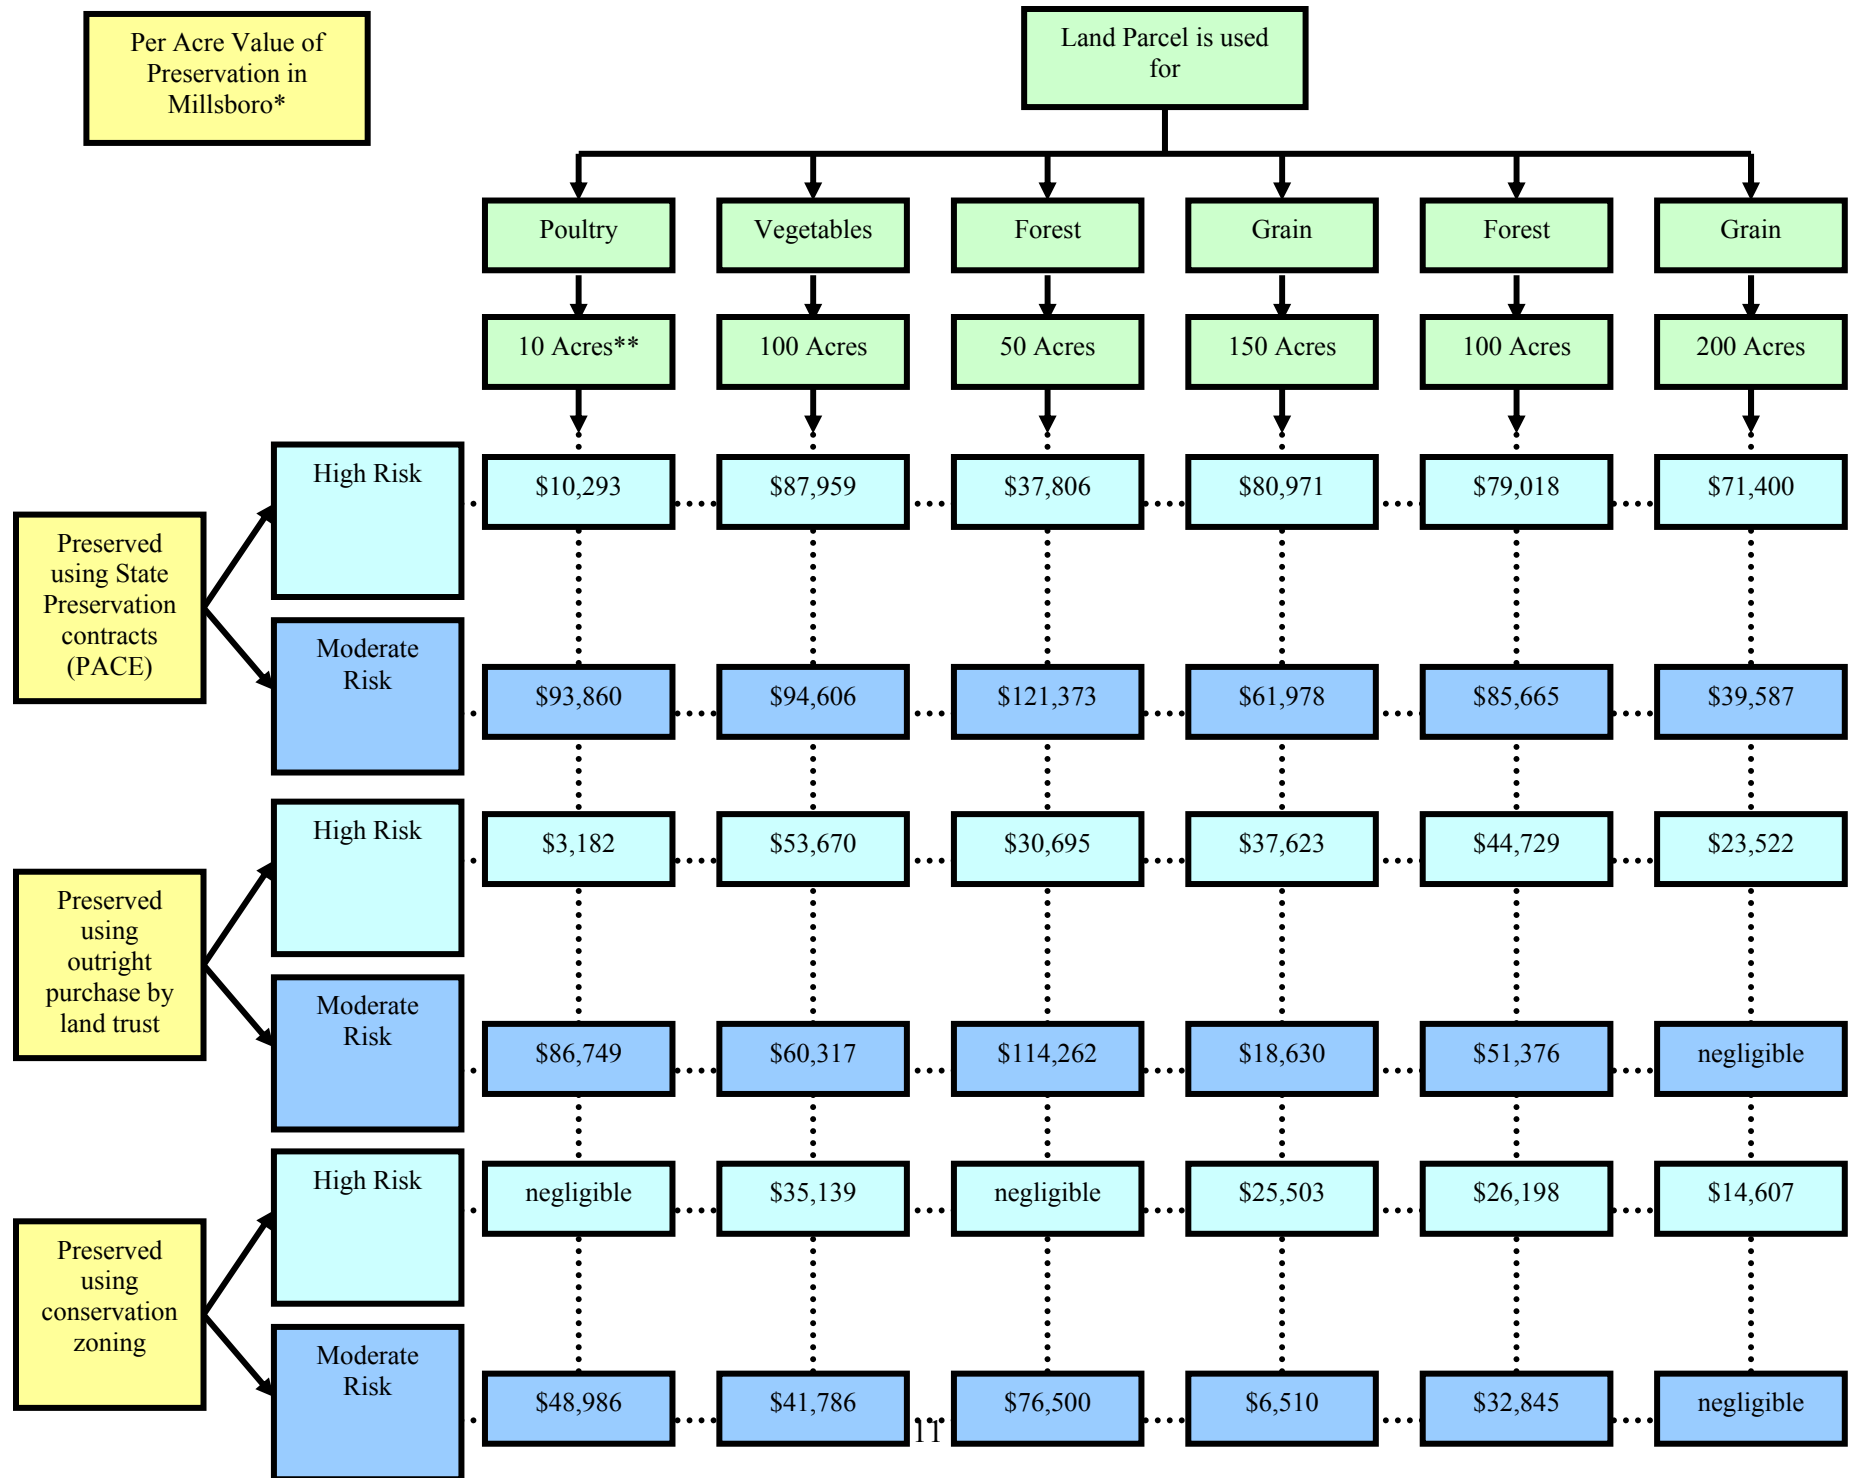 Per Acre Value of
Preservation in
Millsboro*
Land Parcel is used
for
Poultry
Vegetables
Forest
Grain
Forest
Grain
10 Acres**
100 Acres
50 Acres
150 Acres
100 Acres
200 Acres
Preserved
using State
Preservation
contracts
(PACE)
High Risk
$10,293
$87,959
$37,806
$80,971
$79,018
$71,400
Moderate
Risk
$93,860
$94,606
$121,373
$61,978
$85,665
$39,587
Preserved
using
outright
purchase by
land trust
High Risk
$3,182
$53,670
$30,695
$37,623
$44,729
$23,522
Moderate
Risk
$86,749
$60,317
$114,262
$18,630
$51,376
negligible
Preserved
using
conservation
zoning
High Risk
negligible
$35,139
negligible
$25,503
$26,198
$14,607
Moderate
Risk
$48,986
$41,786
$76,500
$6,510
$32,845
negligible
11